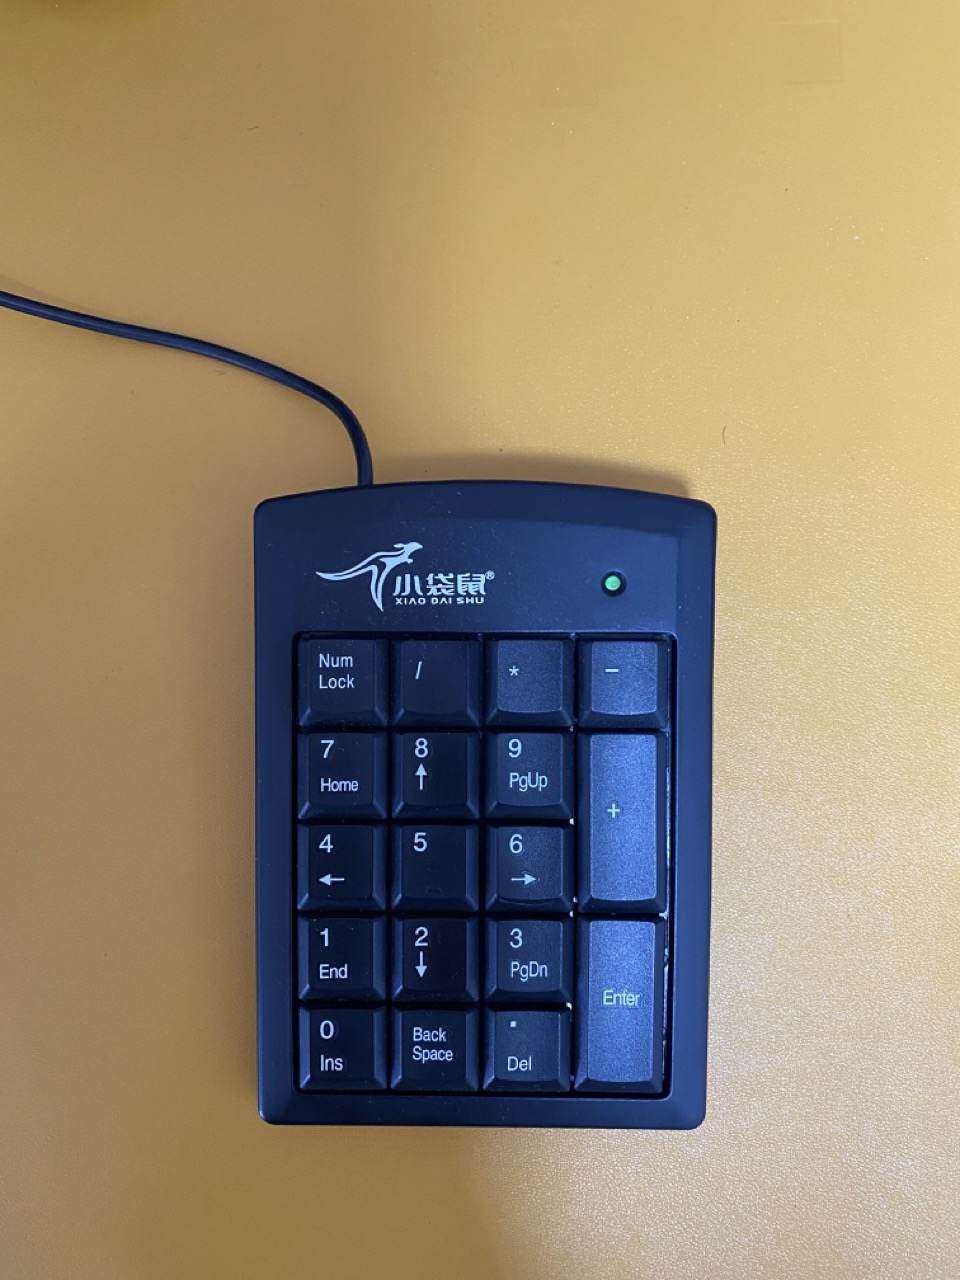 小袋鼠®
XIAO DAI SHU
Num
Lock
/
*
-
7
Home
8
↑
9
PgUp
+
4
←
5
6
→
1
End
2
↓
3
PgDn
Enter
0
Ins
Back
Space
.
Del